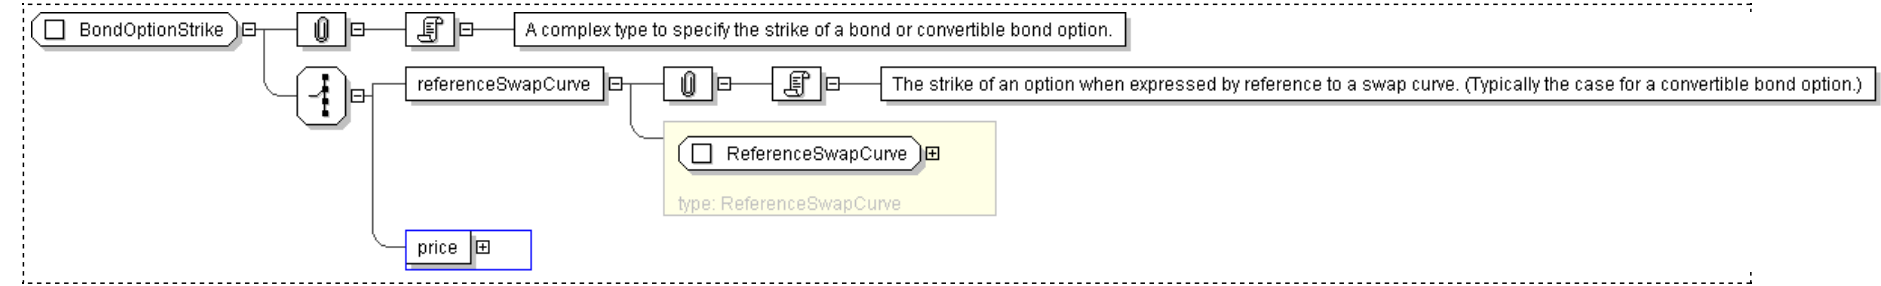 BondOptionStrike
A complex type to specify the strike of a bond or convertible bond option.
referenceSwapCurve
The strike of an option when expressed by reference to a swap curve. (Typically the case for a convertible bond option.)
ReferenceSwapCurve
type: ReferenceSwapCurve
price